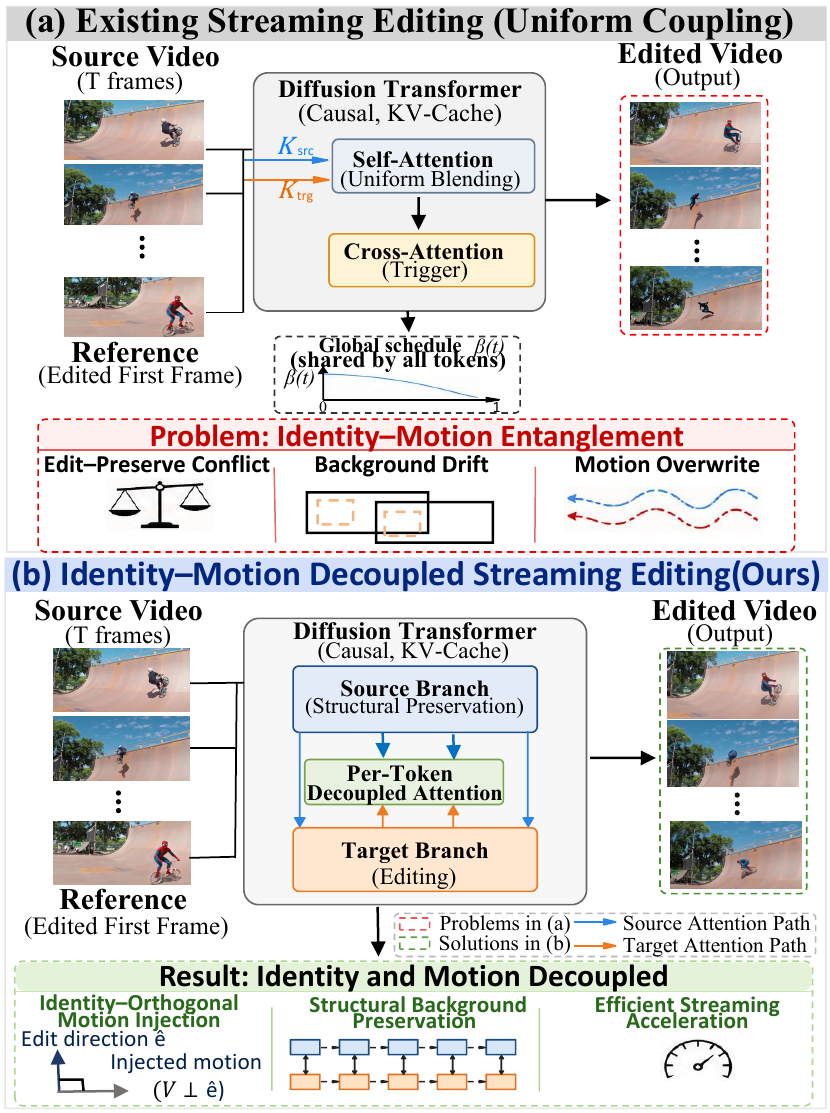 (a) Existing Streaming Editing (Uniform Coupling)
Source Video
(T frames)
Edited Video
(Output)
Diffusion Transformer
(Causal, KV-Cache)
K src
K trg
Self-Attention
(Uniform Blending)
Cross-Attention
(Trigger)
Reference
(Edited First Frame)
Global schedule β(t)
(shared by all tokens)
β(t)
0
1
Problem: Identity–Motion Entanglement
Edit–Preserve Conflict
Background Drift
Motion Overwrite
(b) Identity–Motion Decoupled Streaming Editing(Ours)
Source Video
(T frames)
Edited Video
(Output)
Diffusion Transformer
(Causal, KV-Cache)
Source Branch
(Structural Preservation)
Per-Token
Decoupled Attention
Target Branch
(Editing)
Reference
(Edited First Frame)
Problems in (a)
Source Attention Path
Solutions in (b)
Target Attention Path
Result: Identity and Motion Decoupled
Identity–Orthogonal
Motion Injection
Edit direction ê
Injected motion
(V ⊥ ê)
Structural Background
Preservation
Efficient Streaming
Acceleration